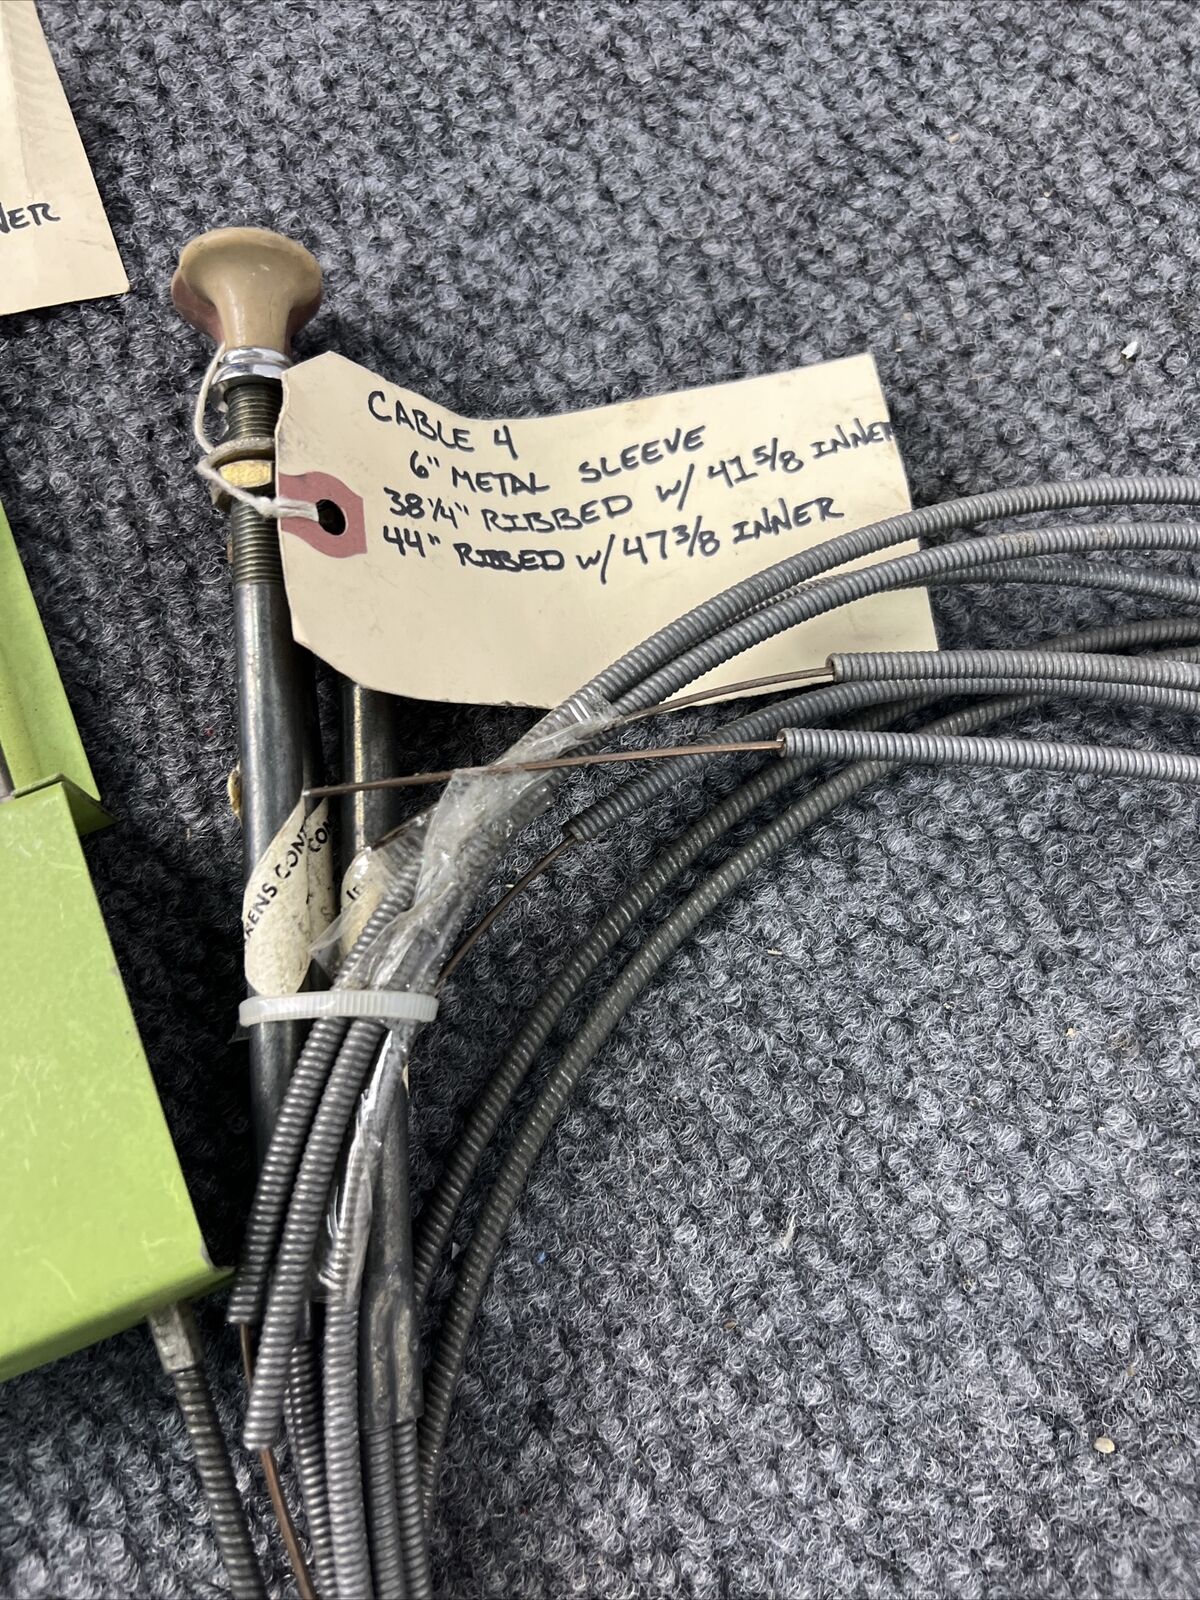 CABLE 4
6" METAL SLEEVE
38 1/4" RIBBED W/ 41 5/8 INNER
44" RIBBED W/ 47 3/8 INNER